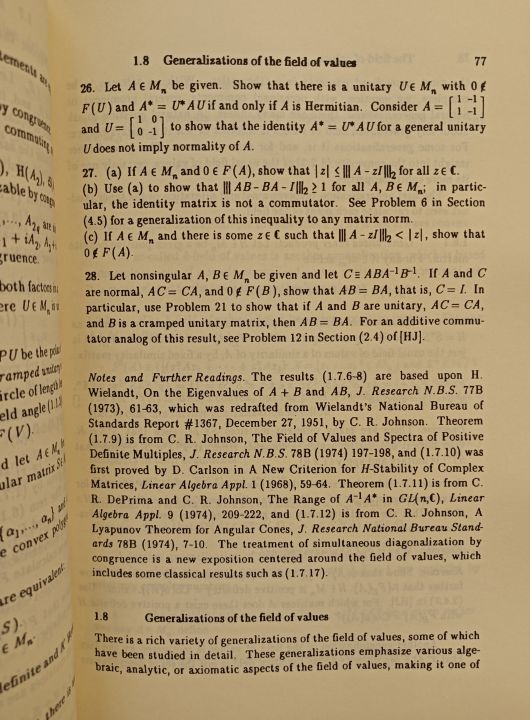 1.8 Generalizations of the field of values 77
26. Let A ∈ Mₙ be given. Show that there is a unitary U ∈ Mₙ with 0 ∉
F(U) and A* = U*AU if and only if A is Hermitian. Consider A = [1 -1; 1 -1]
and U = [1 0; 0 -1] to show that the identity A* = U*AU for a general unitary
U does not imply normality of A.
27. (a) If A ∈ Mₙ and 0 ∈ F(A), show that |z| ≤ |||A - zI|||₂ for all z ∈ ℂ.
(b) Use (a) to show that |||AB - BA - I|||₂ ≥ 1 for all A, B ∈ Mₙ; in partic-
ular, the identity matrix is not a commutator. See Problem 6 in Section
(4.5) for a generalization of this inequality to any matrix norm.
(c) If A ∈ Mₙ and there is some z ∈ ℂ such that |||A - zI|||₂ < |z|, show that
0 ∉ F(A).
28. Let nonsingular A, B ∈ Mₙ be given and let C ≡ ABA⁻¹B⁻¹. If A and C
are normal, AC = CA, and 0 ∉ F(B), show that AB = BA, that is, C = I. In
particular, use Problem 21 to show that if A and B are unitary, AC = CA,
and B is a cramped unitary matrix, then AB = BA. For an additive commu-
tator analog of this result, see Problem 12 in Section (2.4) of [HJ].
Notes and Further Readings. The results (1.7.6-8) are based upon H.
Wielandt, On the Eigenvalues of A + B and AB, J. Research N.B.S. 77B
(1973), 61-63, which was redrafted from Wielandt's National Bureau of
Standards Report #1367, December 27, 1951, by C. R. Johnson. Theorem
(1.7.9) is from C. R. Johnson, The Field of Values and Spectra of Positive
Definite Multiples, J. Research N.B.S. 78B (1974) 197-198, and (1.7.10) was
first proved by D. Carlson in A New Criterion for H-Stability of Complex
Matrices, Linear Algebra Appl. 1 (1968), 59-64. Theorem (1.7.11) is from C.
R. DePrima and C. R. Johnson, The Range of A⁻¹A* in GL(n,ℂ), Linear
Algebra Appl. 9 (1974), 209-222, and (1.7.12) is from C. R. Johnson, A
Lyapunov Theorem for Angular Cones, J. Research National Bureau Stand-
ards 78B (1974), 7-10. The treatment of simultaneous diagonalization by
congruence is a new exposition centered around the field of values, which
includes some classical results such as (1.7.17).
1.8 Generalizations of the field of values
There is a rich variety of generalizations of the field of values, some of which
have been studied in detail. These generalizations emphasize various alge-
braic, analytic, or axiomatic aspects of the field of values, making it one of